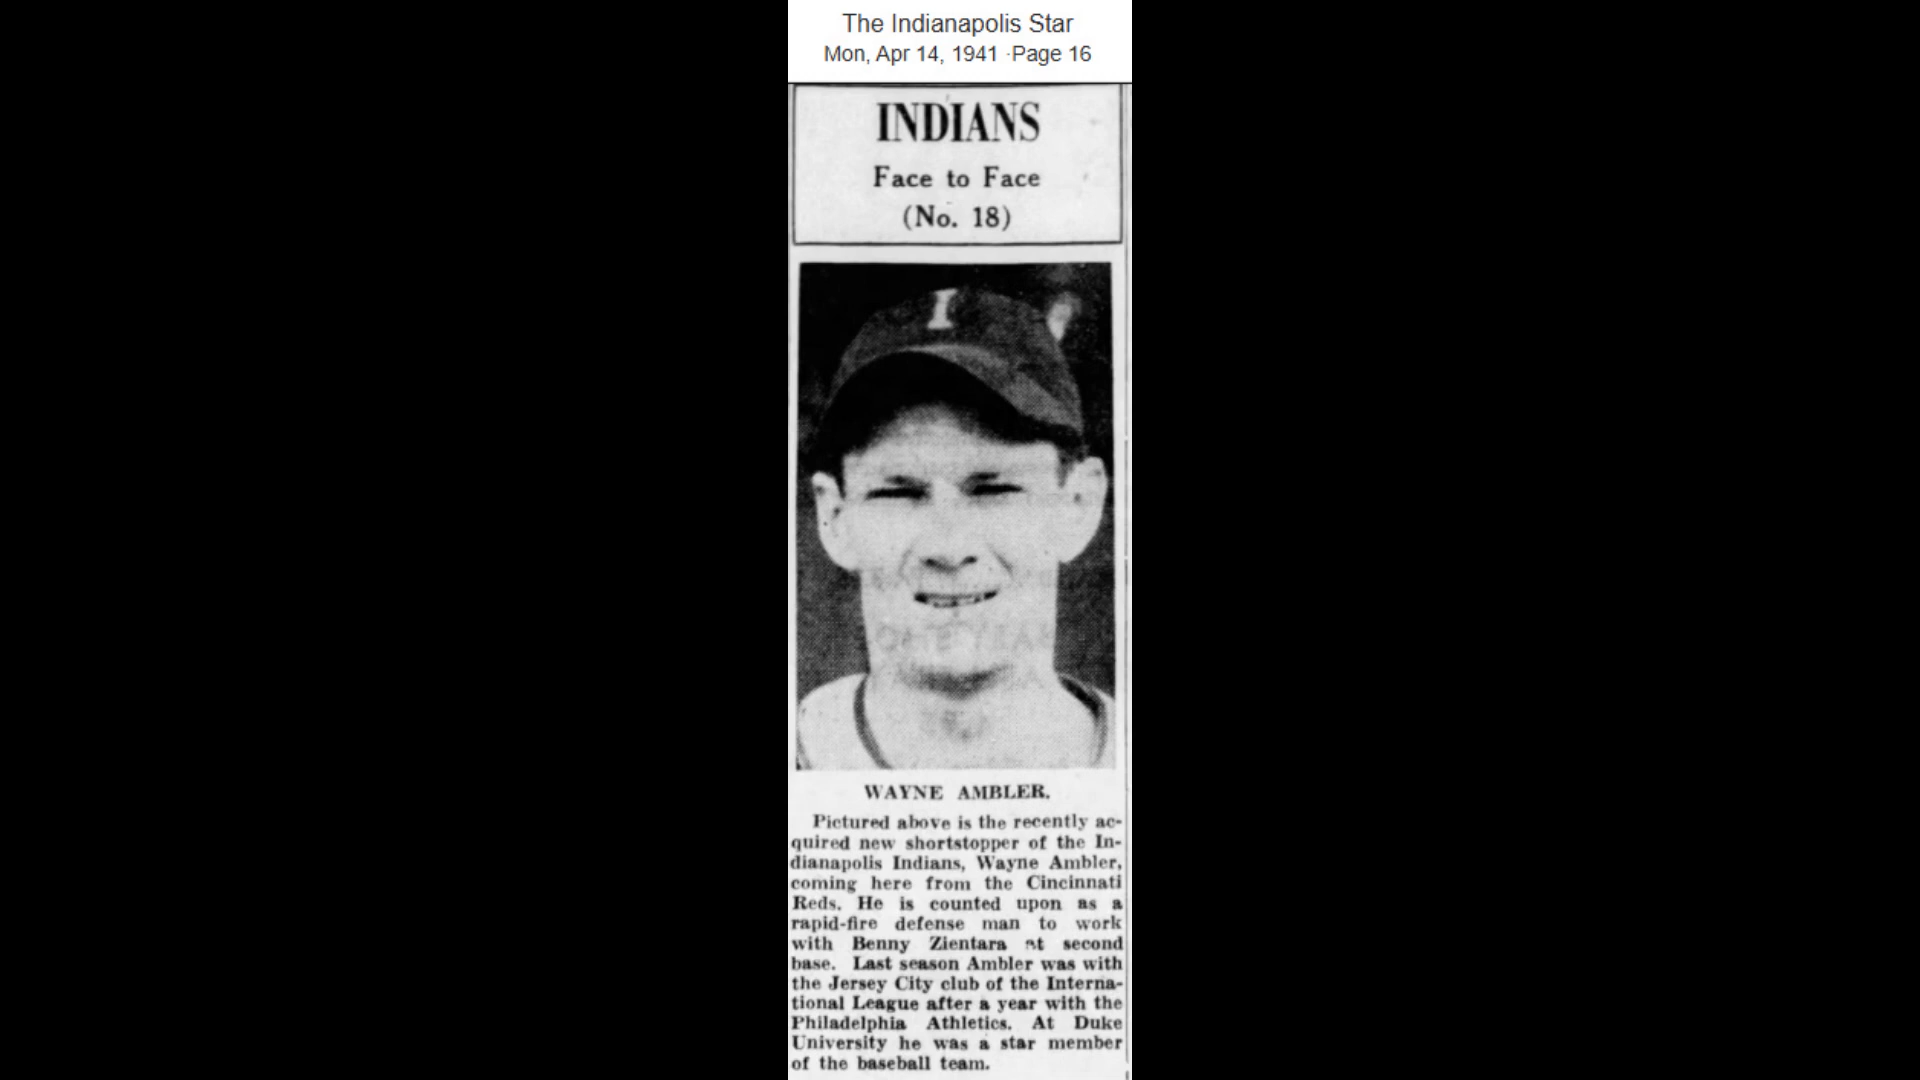 The Indianapolis Star
Mon, Apr 14, 1941 ·Page 16
INDIANS
Face to Face
(No. 18)
I
WAYNE AMBLER.
Pictured above is the recently ac-
quired new shortstopper of the In-
dianapolis Indians, Wayne Ambler,
coming here from the Cincinnati
Reds. He is counted upon as a
rapid-fire defense man to work
with Benny Zientara at second
base. Last season Ambler was with
the Jersey City club of the Interna-
tional League after a year with the
Philadelphia Athletics. At Duke
University he was a star member
of the baseball team.